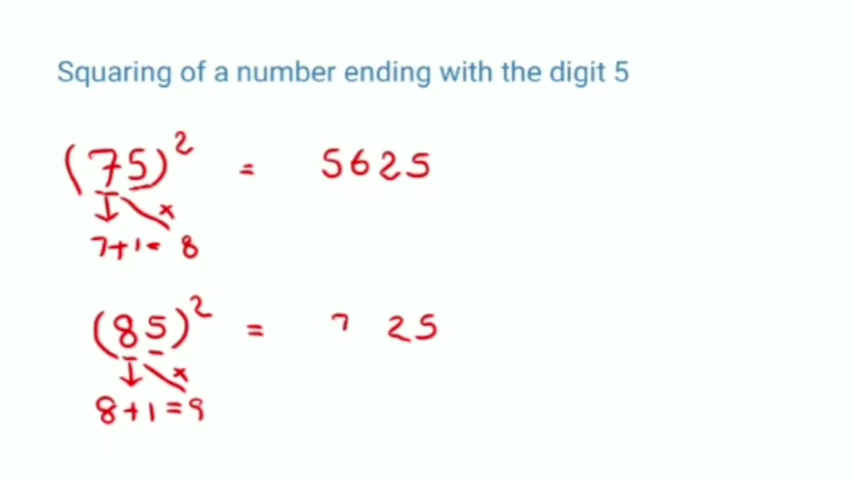 Squaring of a number ending with the digit 5
(75)² = 5625
7+1= 8
(85)² = 7 25
8+1=9